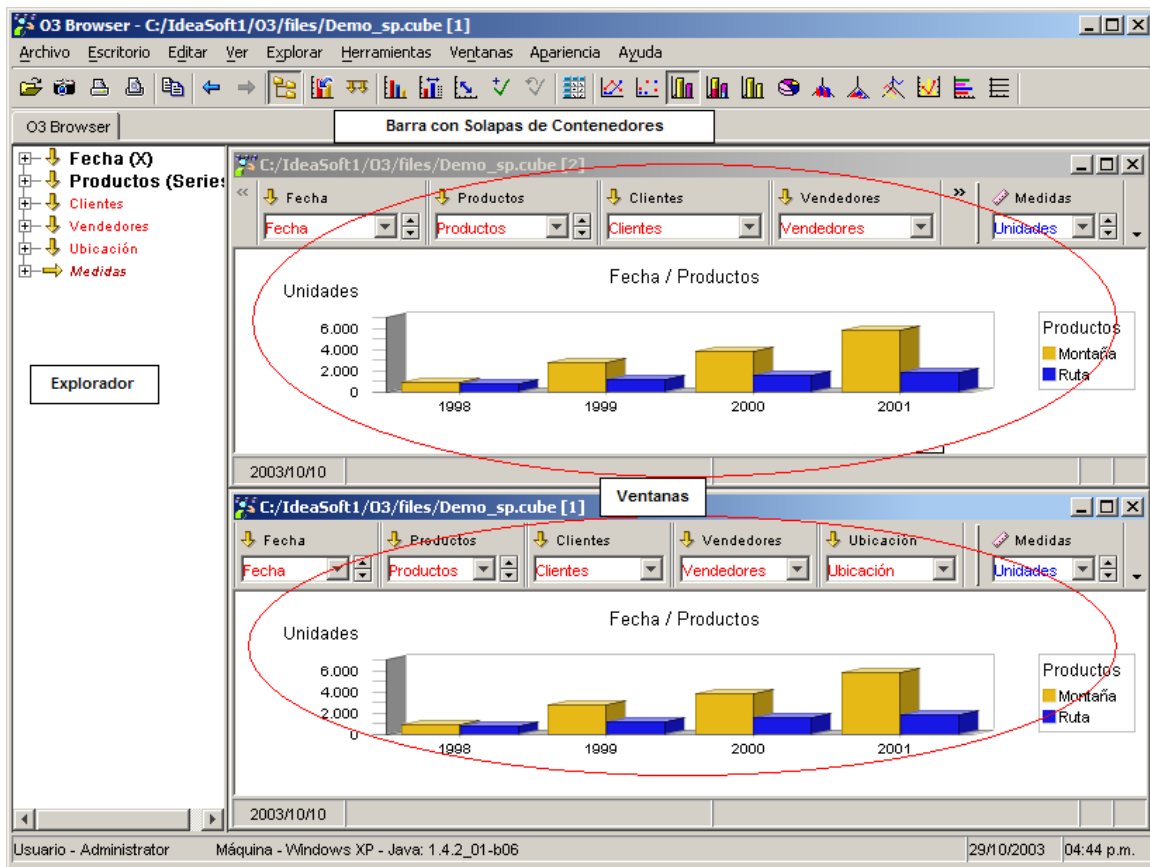 O3 Browser - C:/IdeaSoft1/O3/files/Demo_sp.cube [1]
Archivo Escritorio Editar Ver Explorar Herramientas Ventanas Apariencia Ayuda
O3 Browser
Barra con Solapas de Contenedores
Fecha (X)
Productos (Series
Clientes
Vendedores
Ubicación
Medidas
Explorador
C:/IdeaSoft1/O3/files/Demo_sp.cube [2]
« Fecha Productos Clientes Vendedores » Medidas
Fecha Productos Clientes Vendedores Unidades
Fecha / Productos
Unidades
6.000
4.000
2.000
0
1998 1999 2000 2001
Productos
Montaña
Ruta
2003/10/10
Ventanas
C:/IdeaSoft1/O3/files/Demo_sp.cube [1]
Fecha Productos Clientes Vendedores Ubicación Medidas
Fecha Productos Clientes Vendedores Ubicación Unidades
Fecha / Productos
Unidades
6.000
4.000
2.000
0
1998 1999 2000 2001
Productos
Montaña
Ruta
2003/10/10
Usuario - Administrator Máquina - Windows XP - Java: 1.4.2_01-b06 29/10/2003 04:44 p.m.